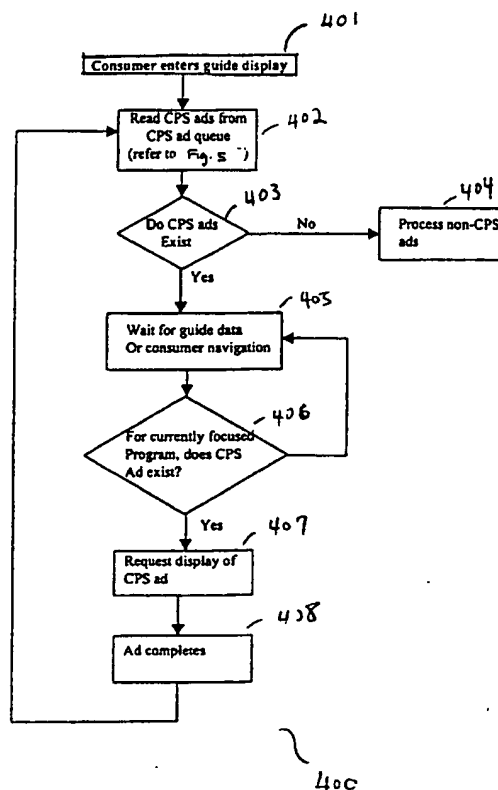 401
Consumer enters guide display
Read CPS ads from
CPS ad queue
(refer to Fig. 5 )
402
403
Do CPS ads
Exist
No
404
Process non-CPS
ads
Yes
405
Wait for guide data
Or consumer navigation
406
For currently focused
Program, does CPS
Ad exist?
Yes
407
Request display of
CPS ad
408
Ad completes
400